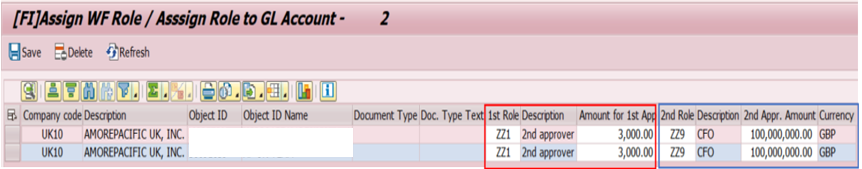 [FI]Assign WF Role / Asssign Role to GL Account - 2
Save Delete Refresh
Company code Description Object ID Object ID Name Document Type Doc. Type Text 1st Role Description Amount for 1st App 2nd Role Description 2nd Appr. Amount Currency
UK10 AMOREPACIFIC UK, INC. ZZ1 2nd approver 3,000.00 ZZ9 CFO 100,000,000.00 GBP
UK10 AMOREPACIFIC UK, INC. ZZ1 2nd approver 3,000.00 ZZ9 CFO 100,000,000.00 GBP